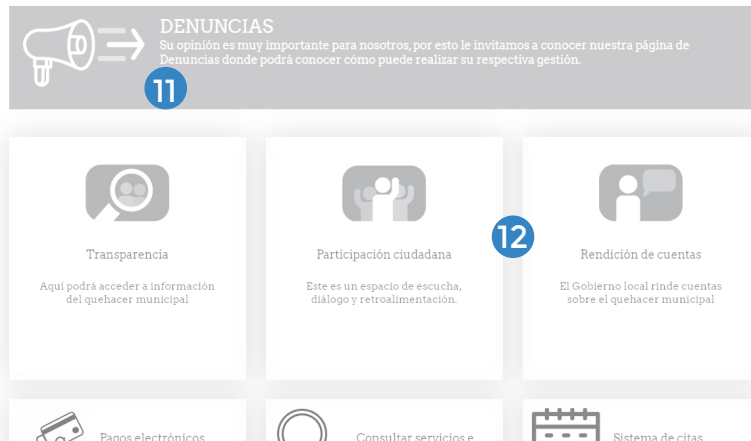 DENUNCIAS
Su opinión es muy importante para nosotros, por esto le invitamos a conocer nuestra página de
Denuncias donde podrá conocer cómo puede realizar su respectiva gestión.
11
Transparencia
Aquí podrá acceder a información
del quehacer municipal
Participación ciudadana
Este es un espacio de escucha,
diálogo y retroalimentación.
12
Rendición de cuentas
El Gobierno local rinde cuentas
sobre el quehacer municipal
Pagos electrónicos
Consultar servicios e
Sistema de citas